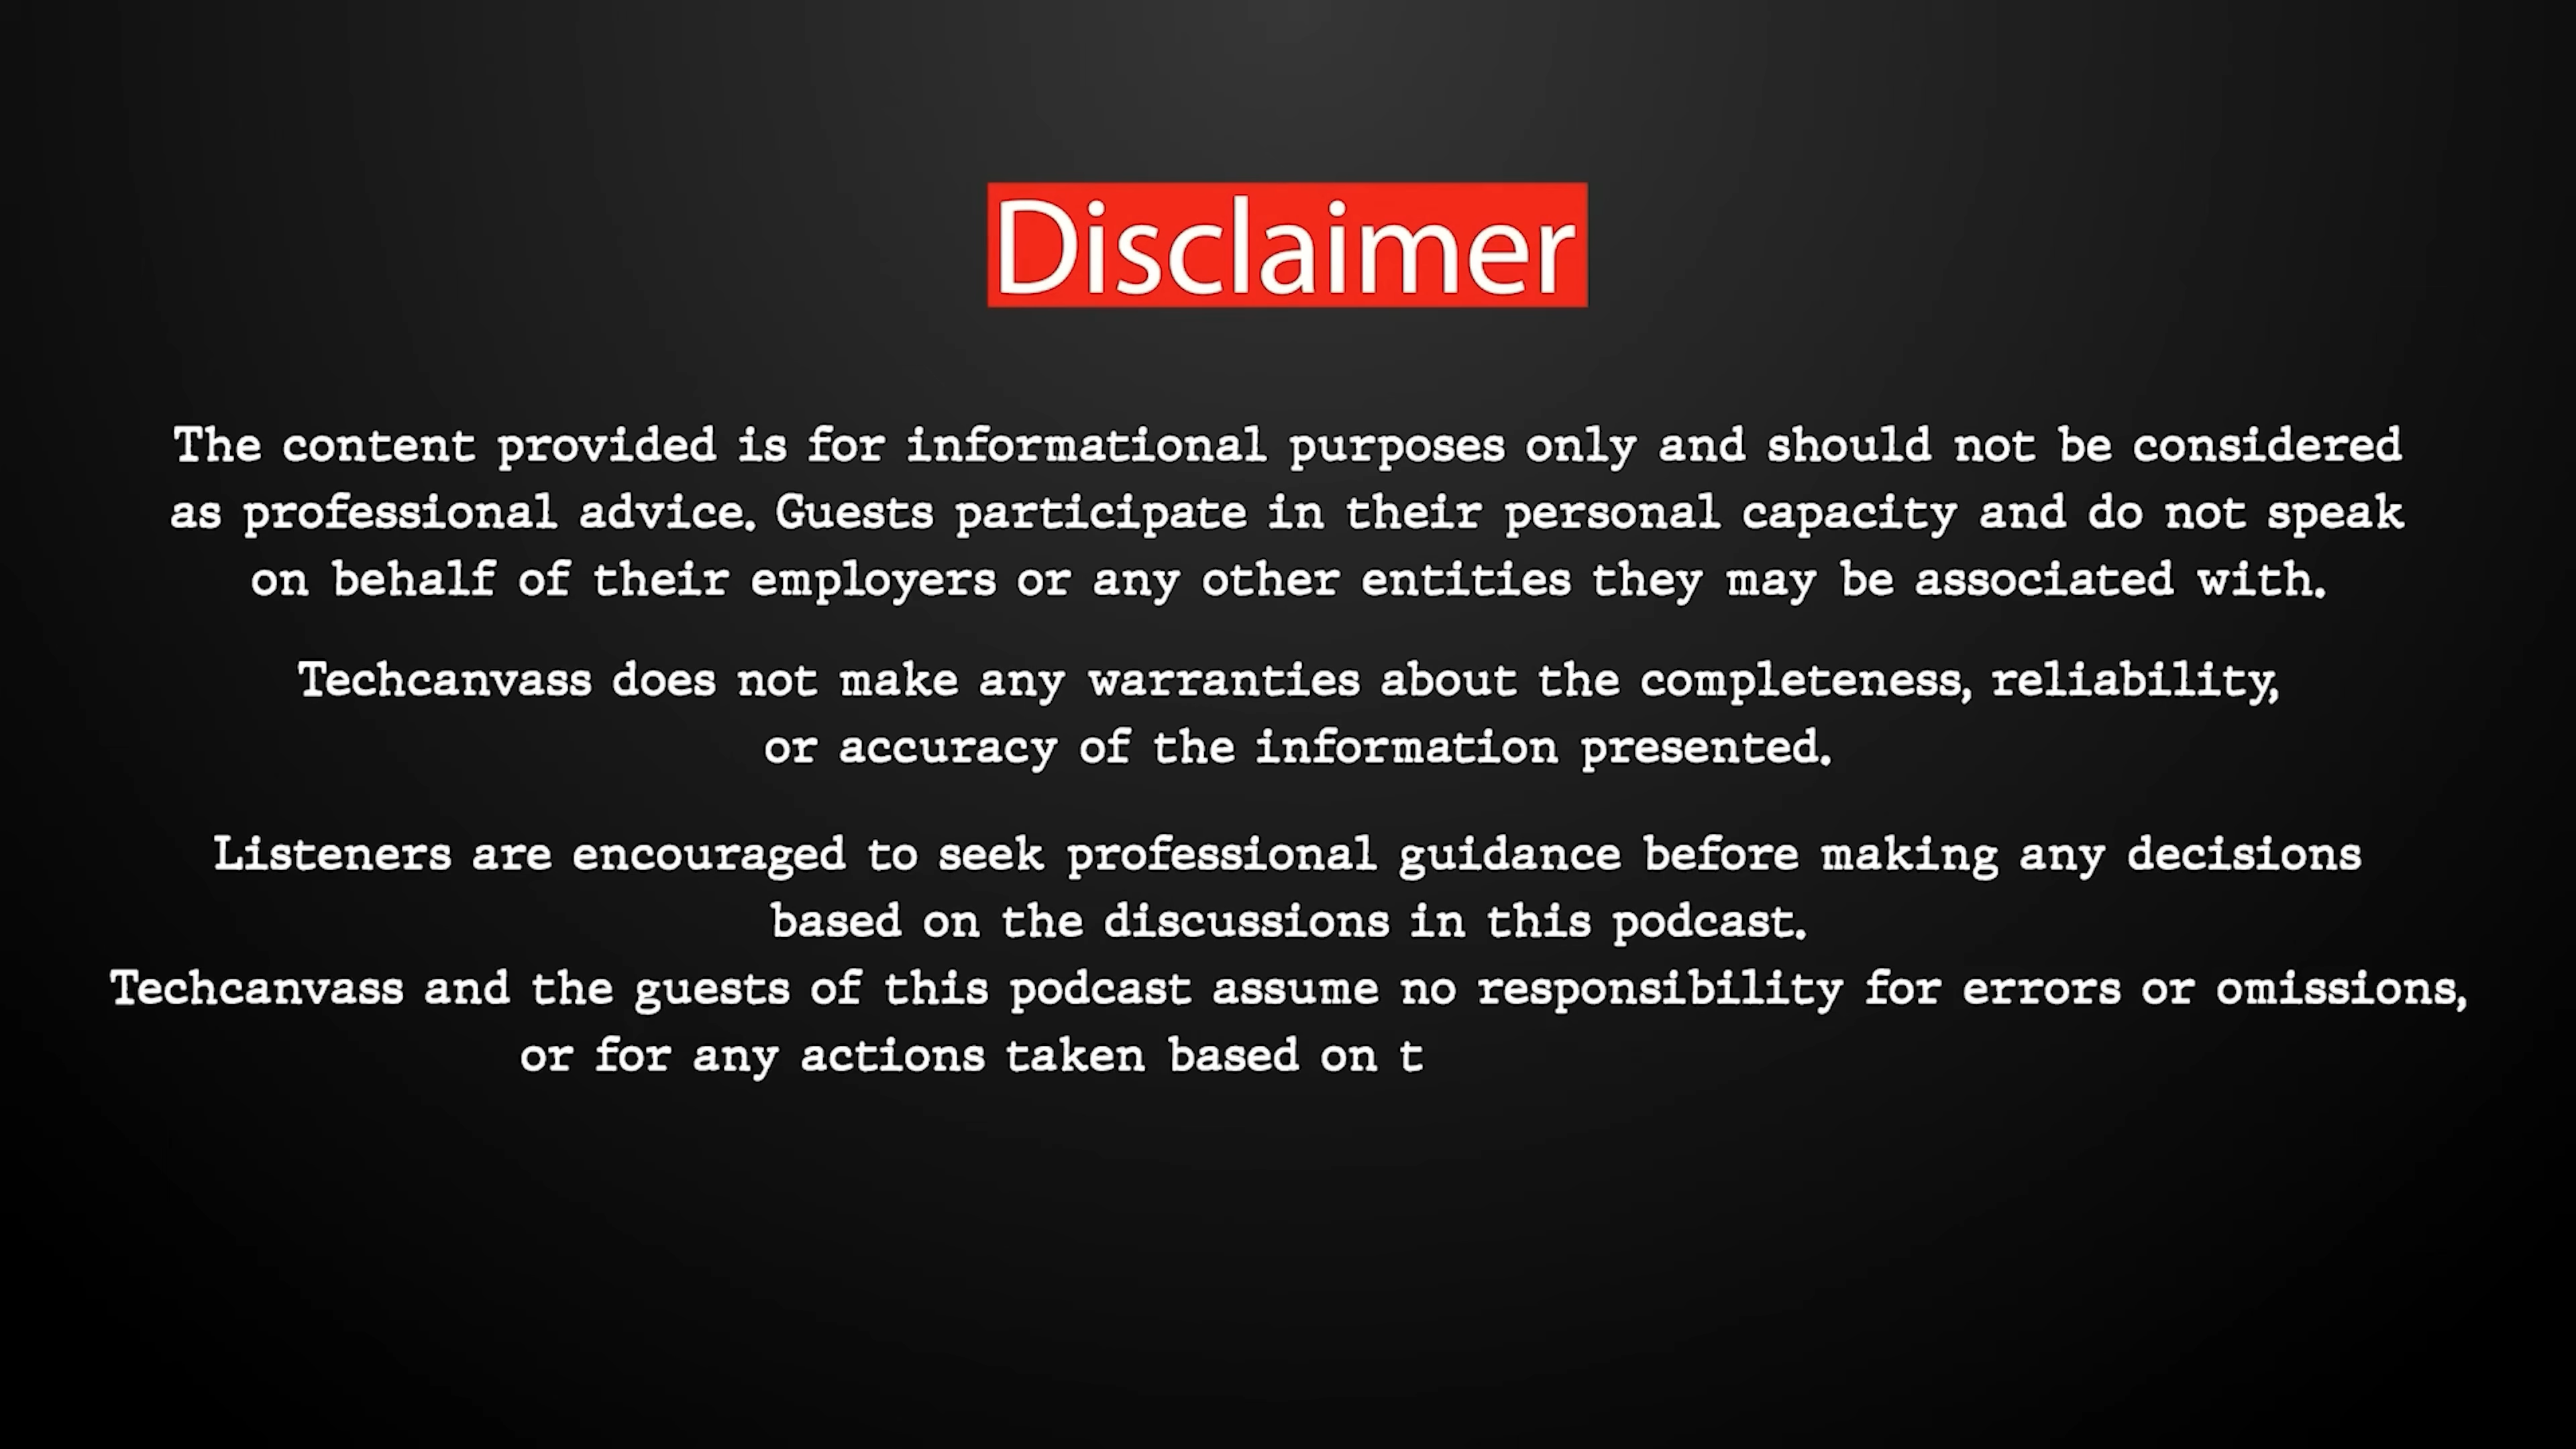 Disclaimer
The content provided is for informational purposes only and should not be considered
as professional advice. Guests participate in their personal capacity and do not speak
on behalf of their employers or any other entities they may be associated with.
Techcanvass does not make any warranties about the completeness, reliability,
or accuracy of the information presented.
Listeners are encouraged to seek professional guidance before making any decisions
based on the discussions in this podcast.
Techcanvass and the guests of this podcast assume no responsibility for errors or omissions,
or for any actions taken based on t